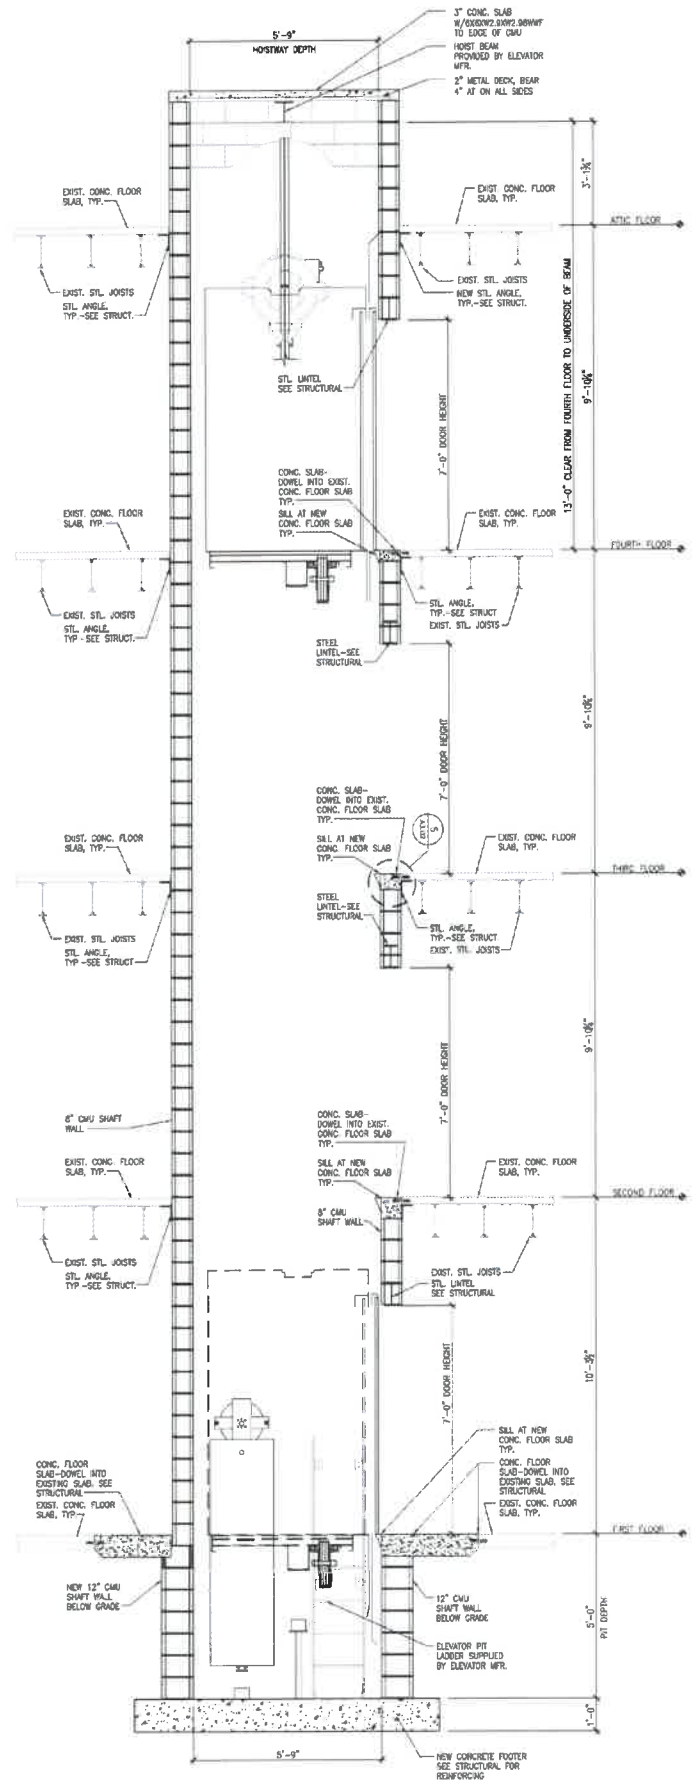 3" CONC. SLAB
W/6X6XW2.9XW2.9WWF
TO EDGE OF CMU
HOIST BEAM
PROVIDED BY ELEVATOR
MFR.
2" METAL DECK, BEAR
4" AT ON ALL SIDES
5'-9"
HOISTWAY DEPTH
EXIST. CONC. FLOOR
SLAB, TYP.
EXIST. CONC. FLOOR
SLAB, TYP.
ATTIC FLOOR
EXIST. STL. JOISTS
STL. ANGLE,
TYP.-SEE STRUCT.
EXIST. STL. JOISTS
NEW STL. ANGLE,
TYP.-SEE STRUCT.
STL. LINTEL
SEE STRUCTURAL
7'-0" DOOR HEIGHT
13'-0" CLEAR FROM FOURTH FLOOR TO UNDERSIDE OF BEAM
CONC. SLAB-
DOWEL INTO EXIST.
CONC. FLOOR SLAB
TYP.
SILL AT NEW
CONC. FLOOR SLAB
TYP.
EXIST. CONC. FLOOR
SLAB, TYP.
EXIST. CONC. FLOOR
SLAB, TYP.
FOURTH FLOOR
EXIST. STL. JOISTS
STL. ANGLE,
TYP.-SEE STRUCT.
STL. ANGLE,
TYP.-SEE STRUCT
EXIST. STL. JOISTS
STEEL
LINTEL-SEE
STRUCTURAL
7'-0" DOOR HEIGHT
CONC. SLAB-
DOWEL INTO EXIST.
CONC. FLOOR SLAB
TYP.
SILL AT NEW
CONC. FLOOR SLAB
TYP.
5
EXIST. CONC. FLOOR
SLAB, TYP.
EXIST. CONC. FLOOR
SLAB, TYP.
THIRD FLOOR
STEEL
LINTEL-SEE
STRUCTURAL
EXIST. STL. JOISTS
STL. ANGLE,
TYP.-SEE STRUCT.
STL. ANGLE,
TYP.-SEE STRUCT
EXIST. STL. JOISTS
7'-0" DOOR HEIGHT
8" CMU SHAFT
WALL
CONC. SLAB-
DOWEL INTO EXIST.
CONC. FLOOR SLAB
TYP.
SILL AT NEW
CONC. FLOOR SLAB
TYP.
EXIST. CONC. FLOOR
SLAB, TYP.
EXIST. CONC. FLOOR
SLAB, TYP.
SECOND FLOOR
8" CMU
SHAFT WALL
EXIST. STL. JOISTS
STL. ANGLE,
TYP.-SEE STRUCT.
EXIST. STL. JOISTS
STL. LINTEL
SEE STRUCTURAL
7'-0" DOOR HEIGHT
10'-3½"
SILL AT NEW
CONC. FLOOR SLAB
TYP.
CONC. FLOOR
SLAB-DOWEL INTO
EXISTING SLAB. SEE
STRUCTURAL
EXIST. CONC. FLOOR
SLAB, TYP.
CONC. FLOOR
SLAB-DOWEL INTO
EXISTING SLAB. SEE
STRUCTURAL
EXIST. CONC. FLOOR
SLAB, TYP.
FIRST FLOOR
NEW 12" CMU
SHAFT WALL
BELOW GRADE
12" CMU
SHAFT WALL
BELOW GRADE
5'-0"
PIT DEPTH
ELEVATOR PIT
LADDER SUPPLIED
BY ELEVATOR MFR.
1'-0"
5'-9"
NEW CONCRETE FOOTER
SEE STRUCTURAL FOR
REINFORCING